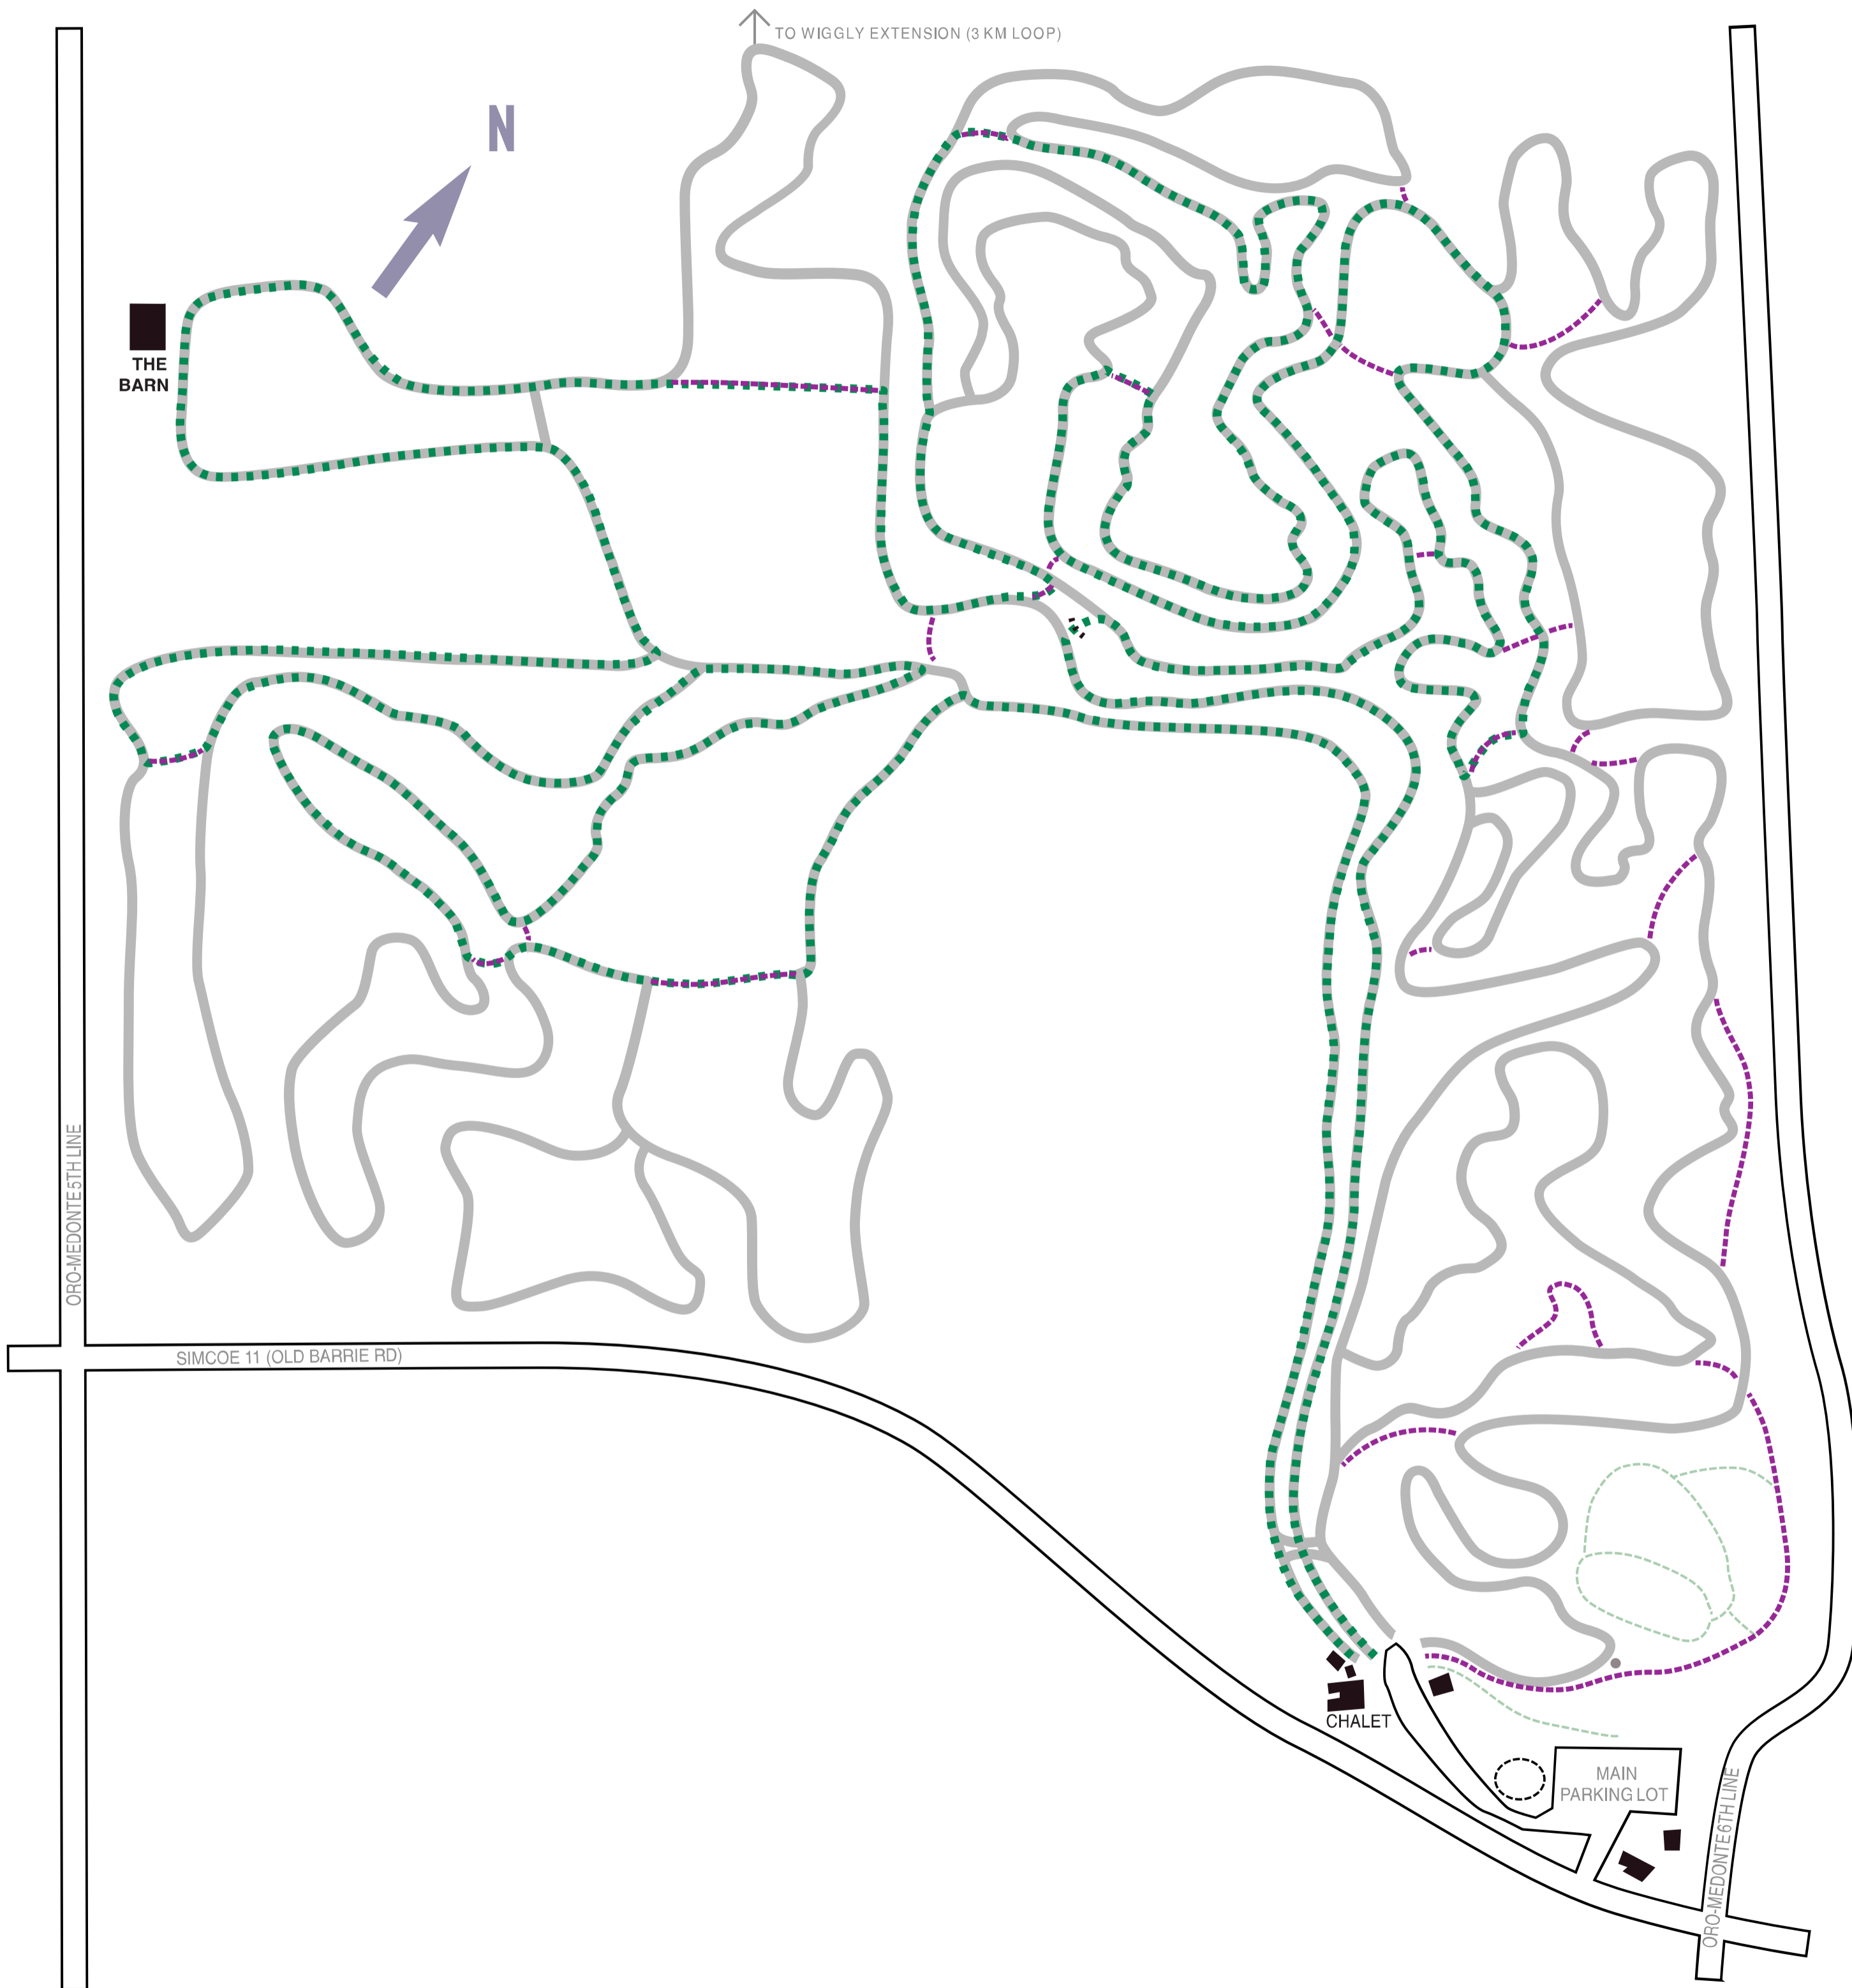 TO WIGGLY EXTENSION (3 KM LOOP)
N
THE
BARN
ORO-MEDONTE 5TH LINE
SIMCOE 11 (OLD BARRIE RD)
CHALET
MAIN
PARKING LOT
ORO-MEDONTE 6TH LINE